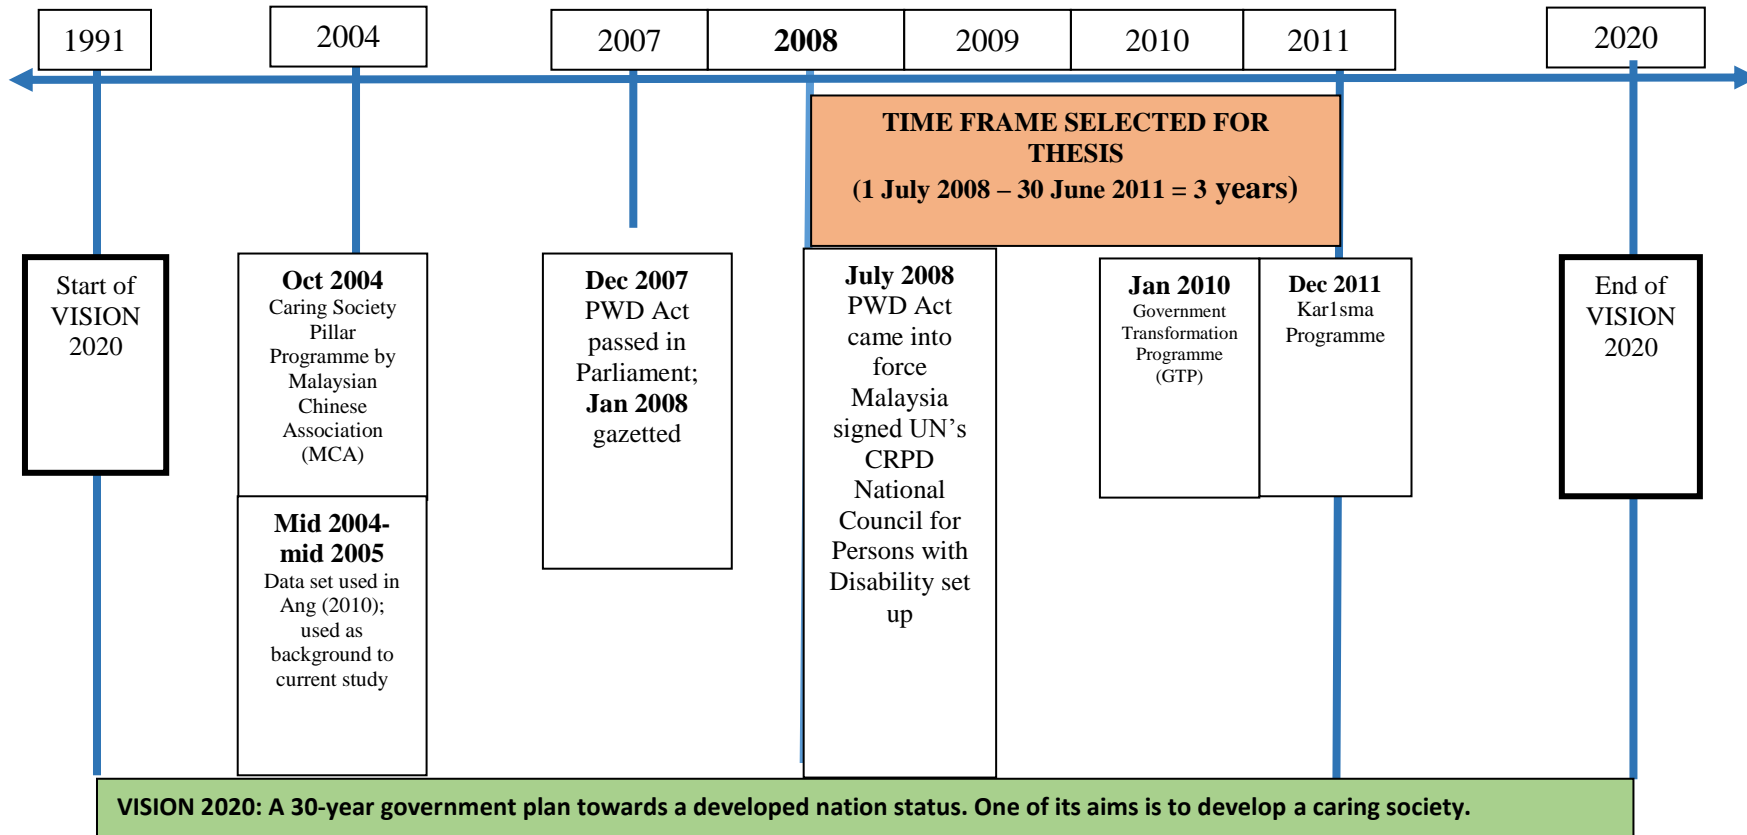 1991
2004
2007
2008
2009
2010
2011
2020
TIME FRAME SELECTED FOR
THESIS
(1 July 2008 – 30 June 2011 = 3 years)
Start of
VISION
2020
Oct 2004
Caring Society
Pillar
Programme by
Malaysian
Chinese
Association
(MCA)
Mid 2004-
mid 2005
Data set used in
Ang (2010);
used as
background to
current study
Dec 2007
PWD Act
passed in
Parliament;
Jan 2008
gazetted
July 2008
PWD Act
came into
force
Malaysia
signed UN’s
CRPD
National
Council for
Persons with
Disability set
up
Jan 2010
Government
Transformation
Programme
(GTP)
Dec 2011
Kar1sma
Programme
End of
VISION
2020
VISION 2020: A 30-year government plan towards a developed nation status. One of its aims is to develop a caring society.